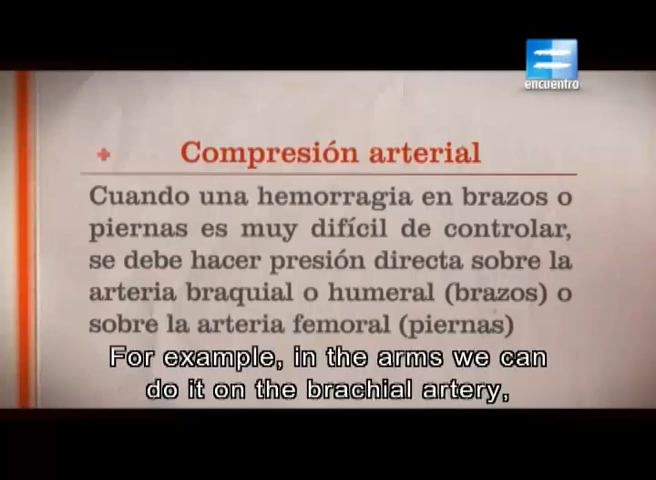 encuentro
Compresión arterial
Cuando una hemorragia en brazos o
piernas es muy difícil de controlar,
se debe hacer presión directa sobre la
arteria braquial o humeral (brazos) o
sobre la arteria femoral (piernas)
For example, in the arms we can
do it on the brachial artery,